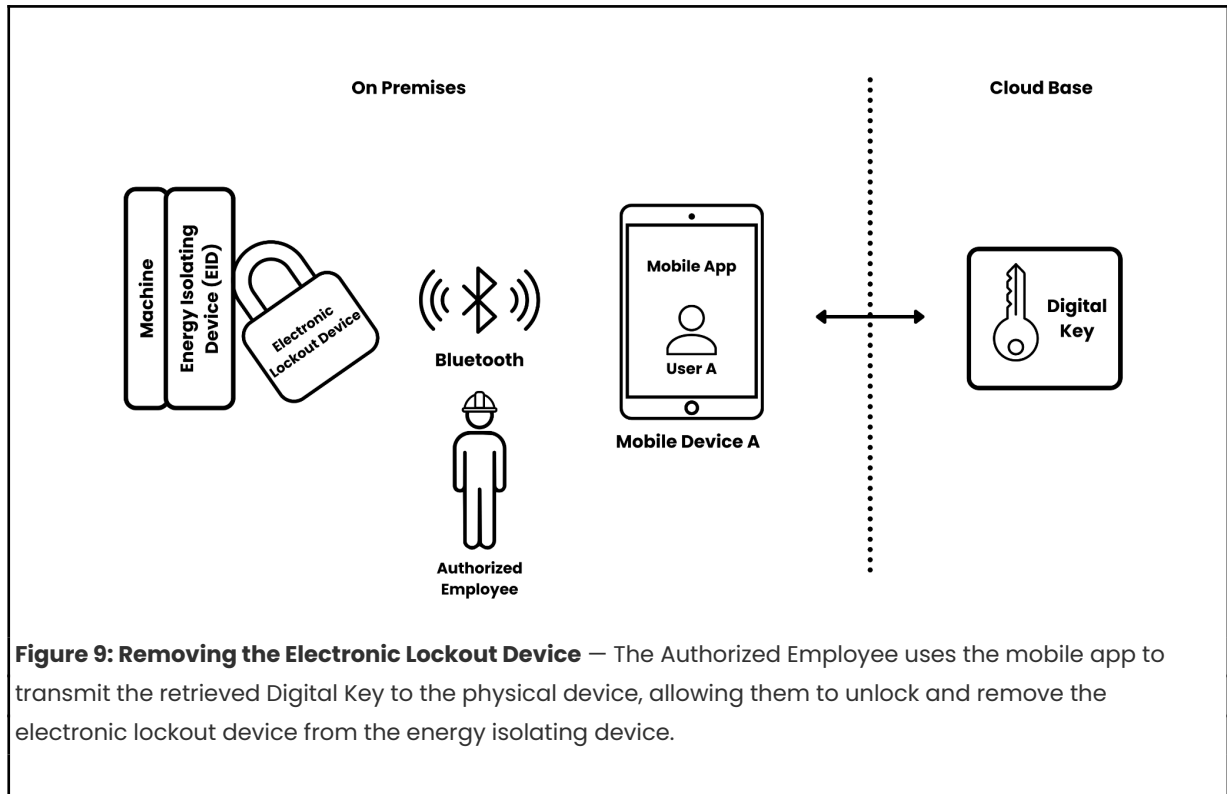 On Premises
Cloud Base
Machine
Energy Isolating
Device (EID)
Electronic
Lockout Device
Bluetooth
Authorized
Employee
Mobile App
User A
Mobile Device A
Digital
Key
Figure 9: Removing the Electronic Lockout Device — The Authorized Employee uses the mobile app to
transmit the retrieved Digital Key to the physical device, allowing them to unlock and remove the
electronic lockout device from the energy isolating device.